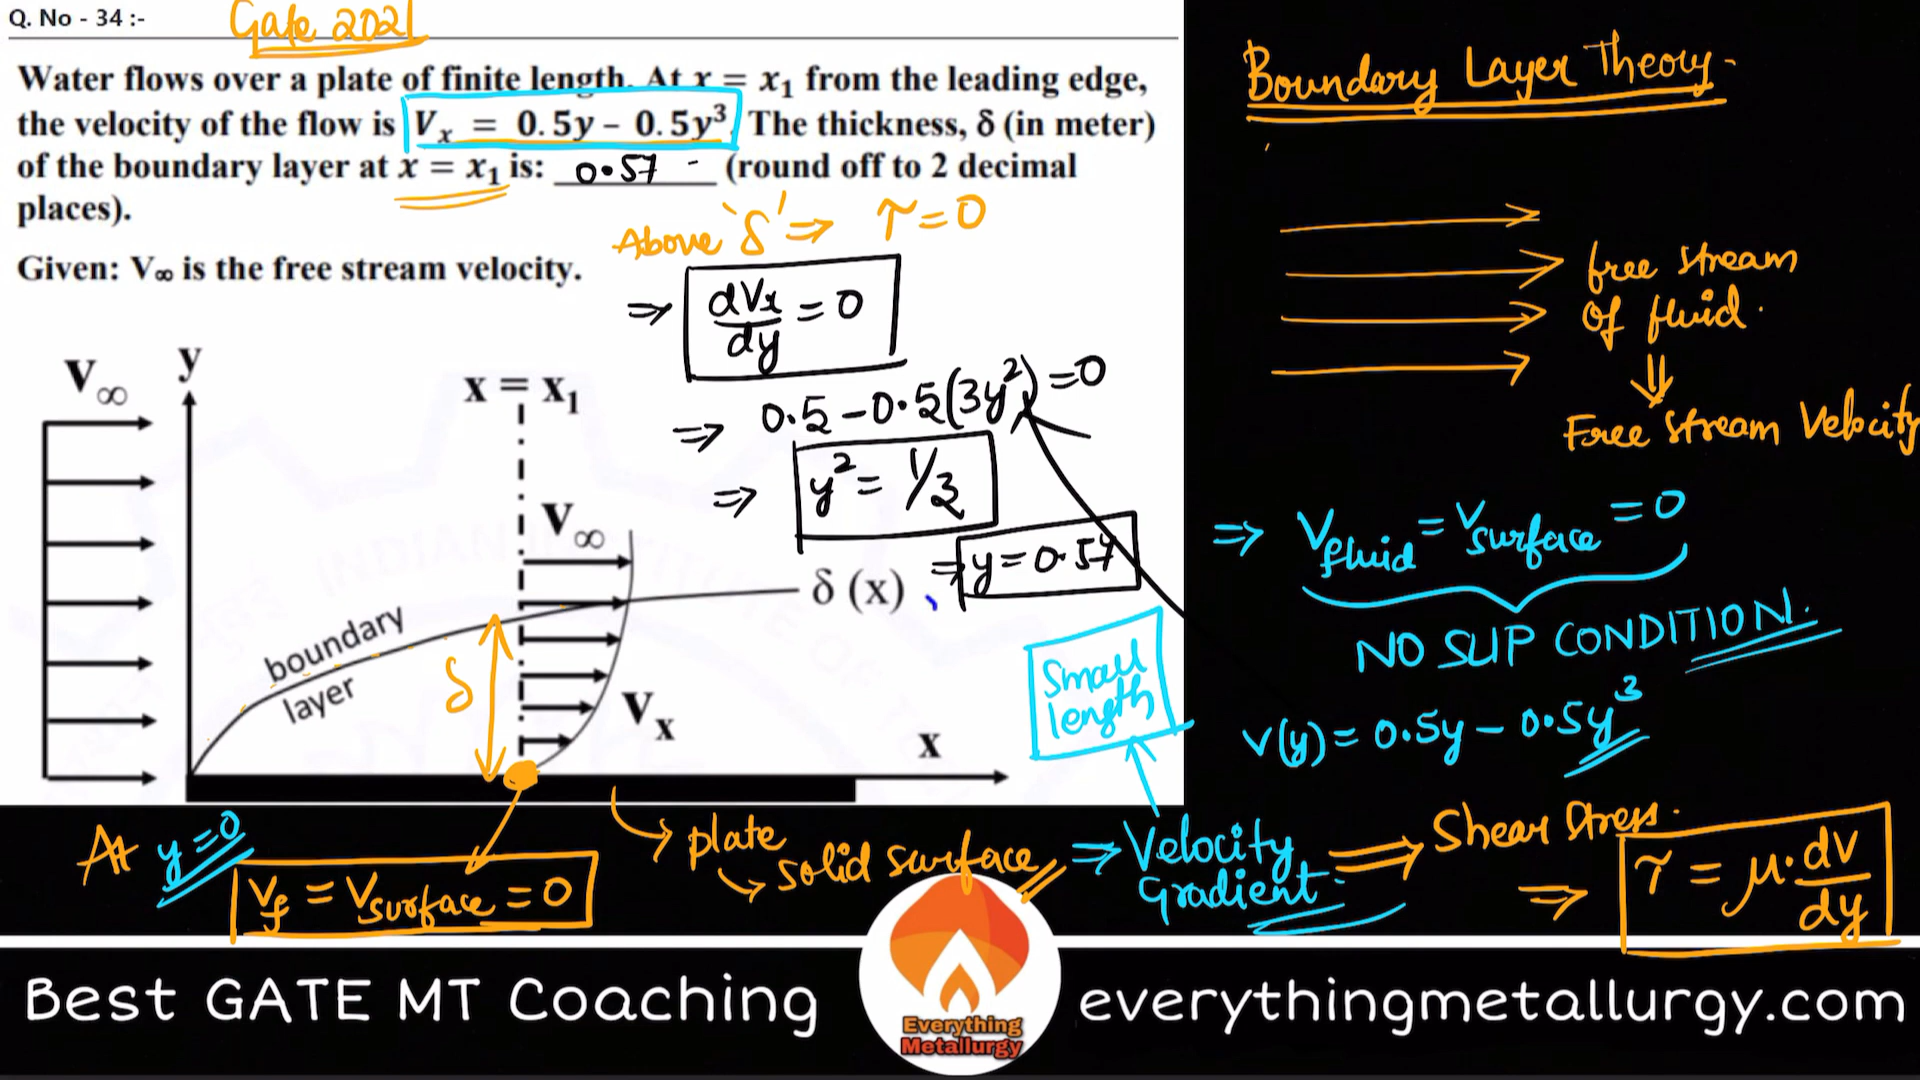 Q. No - 34 :-
Gate 2021
Water flows over a plate of finite length. At x = x₁ from the leading edge,
the velocity of the flow is Vₓ = 0.5y − 0.5y³. The thickness, δ (in meter)
of the boundary layer at x = x₁ is: 0.57 (round off to 2 decimal
places).
Given: V∞ is the free stream velocity.
Above 'δ' ⇒ τ = 0
⇒ dVx/dy = 0
⇒ 0.5 − 0.5(3y²) = 0
⇒ y² = 1/3
⇒ y = 0.57
V∞
y
x = x₁
V∞
δ (x)
boundary
layer
δ
Vₓ
x
Small
length
At y=0
Vf = Vsurface = 0
→ plate
↳ solid surface
⇒ Velocity
Gradient
⇒ Shear Stress.
⇒ τ = μ.dv/dy
Boundary Layer Theory -
free stream
of fluid.
⇓
Free Stream Velocity
⇒ Vfluid = Vsurface = 0
NO SLIP CONDITION.
v(y) = 0.5y − 0.5y³
Best GATE MT Coaching
Everything
Metallurgy
everythingmetallurgy.com